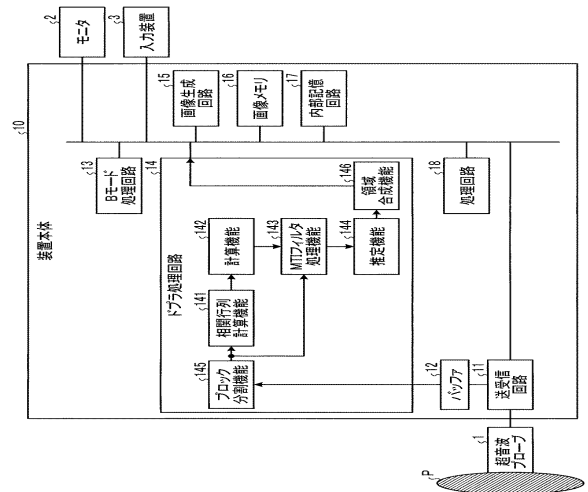 10
装置本体
2
モニタ
3
入力装置
13
Bモード
処理回路
15
画像生成
回路
16
画像メモリ
17
内部記憶
回路
14
ドプラ処理回路
145
ブロック
分割機能
141
相関行列
計算機能
142
計算機能
143
MTIフィルタ
処理機能
144
推定機能
146
領域
合成機能
18
処理回路
12
バッファ
11
送受信
回路
1
超音波
プローブ
P